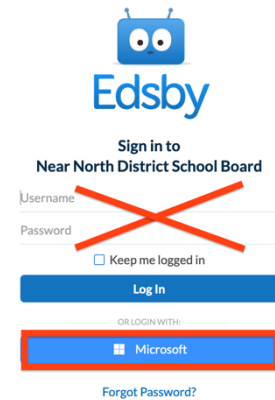 Edsby
Sign in to
Near North District School Board
Username
Password
Keep me logged in
Log In
OR LOGIN WITH:
Microsoft
Forgot Password?